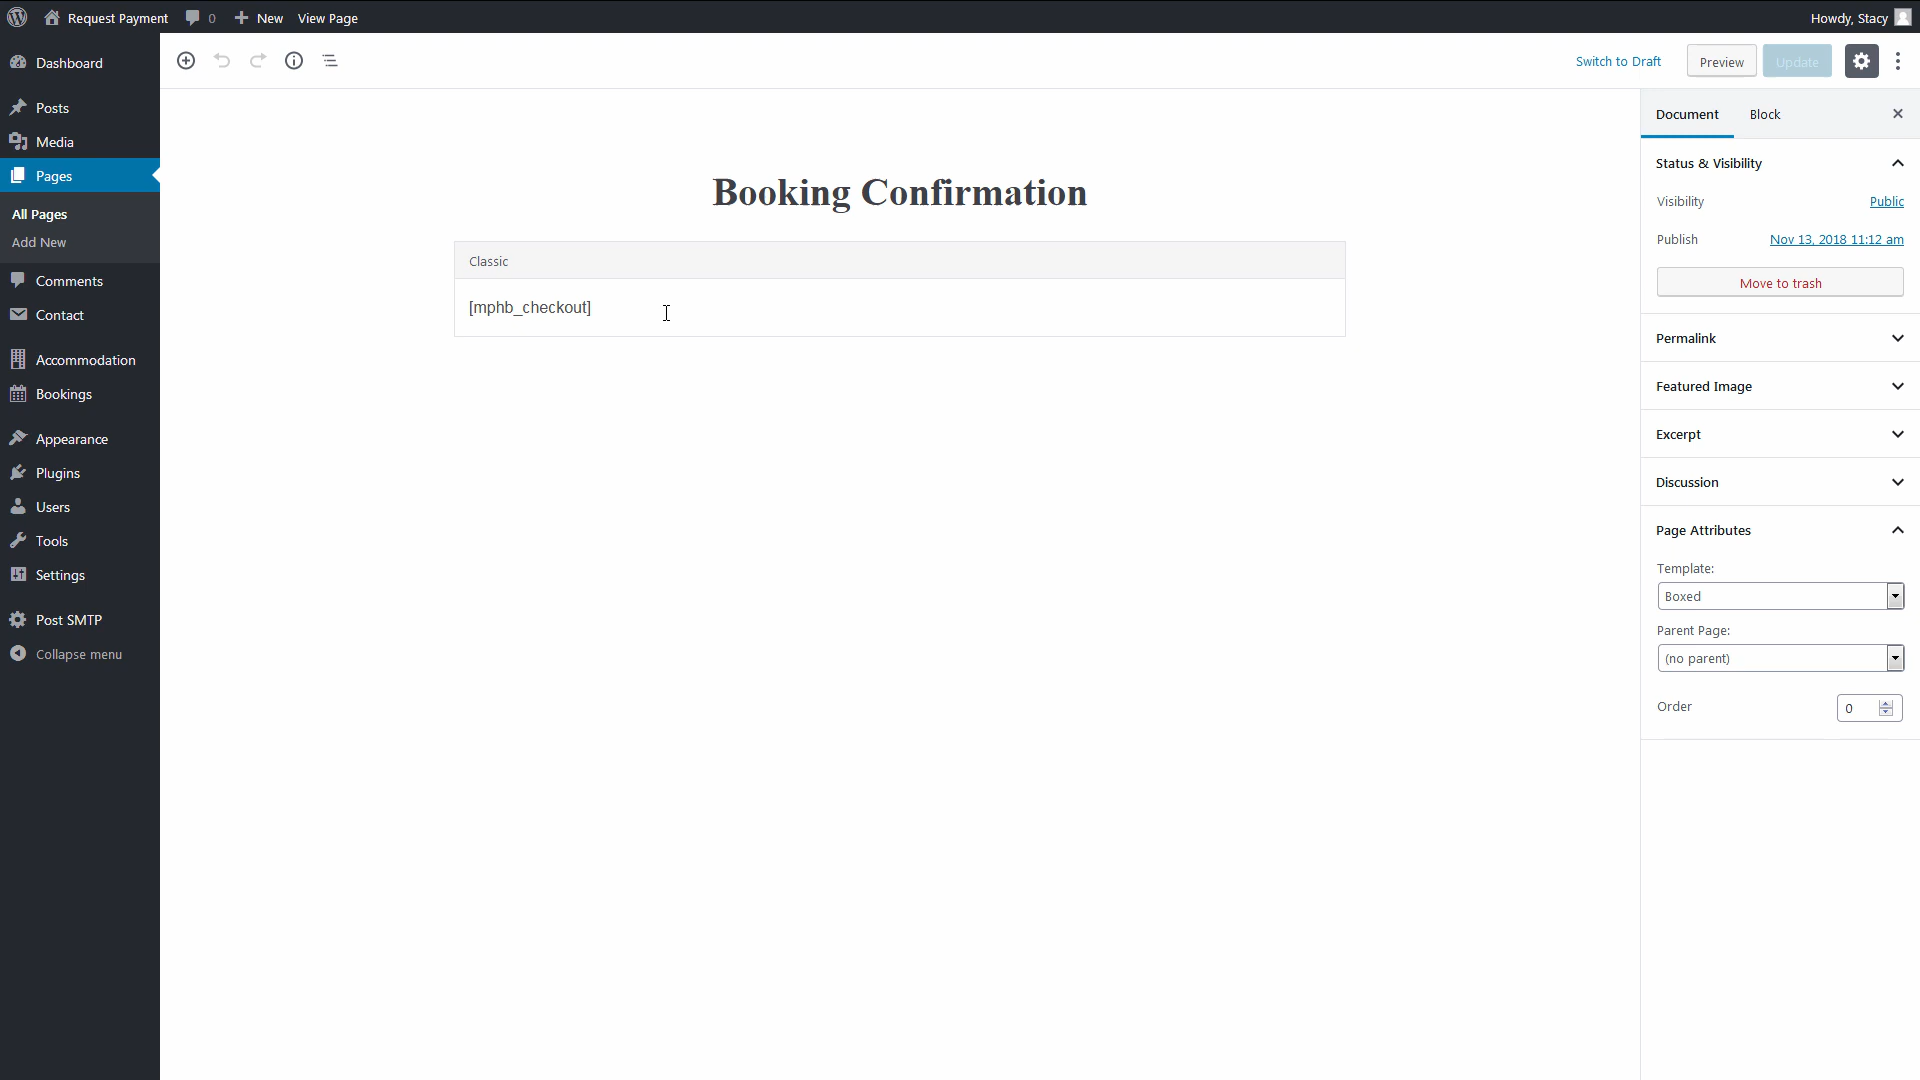 Request Payment
0
New
View Page
Howdy, Stacy
Dashboard
Posts
Media
Pages
All Pages
Add New
Comments
Contact
Accommodation
Bookings
Appearance
Plugins
Users
Tools
Settings
Post SMTP
Collapse menu
Switch to Draft
Preview
Update
Booking Confirmation
Classic
[mphb_checkout]
Document
Block
Status & Visibility
Visibility
Public
Publish
Nov 13, 2018 11:12 am
Move to trash
Permalink
Featured Image
Excerpt
Discussion
Page Attributes
Template:
Boxed
Parent Page:
(no parent)
Order
0